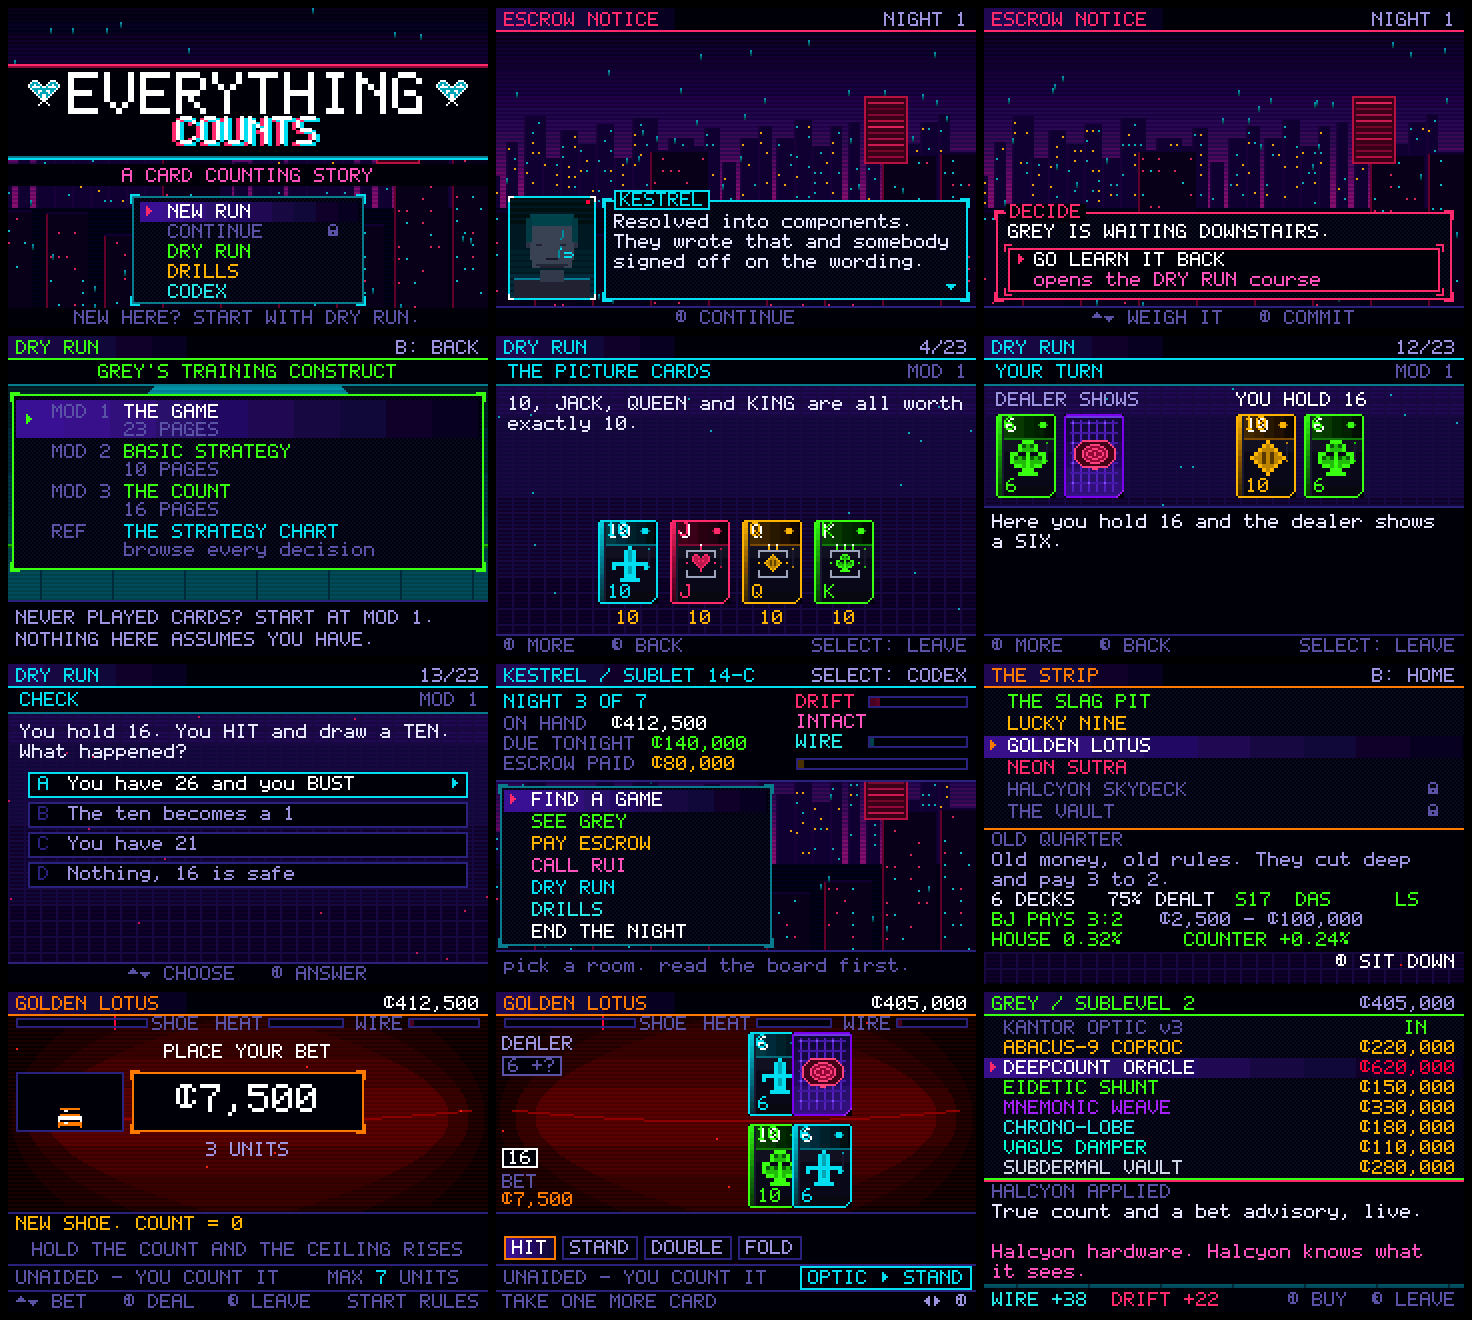 EVERYTHING
COUNTS
A CARD COUNTING STORY
NEW RUN
CONTINUE
DRY RUN
DRILLS
CODEX
NEW HERE? START WITH DRY RUN.
ESCROW NOTICE NIGHT 1
KESTREL
Resolved into components.
They wrote that and somebody
signed off on the wording.
CONTINUE
ESCROW NOTICE NIGHT 1
DECIDE
GREY IS WAITING DOWNSTAIRS.
GO LEARN IT BACK
opens the DRY RUN course
WEIGH IT COMMIT
DRY RUN B: BACK
GREY'S TRAINING CONSTRUCT
MOD 1 THE GAME
23 PAGES
MOD 2 BASIC STRATEGY
10 PAGES
MOD 3 THE COUNT
16 PAGES
REF THE STRATEGY CHART
browse every decision
NEVER PLAYED CARDS? START AT MOD 1.
NOTHING HERE ASSUMES YOU HAVE.
DRY RUN 4/23
THE PICTURE CARDS MOD 1
10, JACK, QUEEN and KING are all worth
exactly 10.
10 J Q K
10 J Q K
10 10 10 10
MORE BACK SELECT: LEAVE
DRY RUN 12/23
YOUR TURN MOD 1
DEALER SHOWS YOU HOLD 16
6 10 6
6 10 6
Here you hold 16 and the dealer shows
a SIX.
MORE BACK SELECT: LEAVE
DRY RUN 13/23
CHECK MOD 1
You hold 16. You HIT and draw a TEN.
What happened?
A You have 26 and you BUST
B The ten becomes a 1
C You have 21
D Nothing, 16 is safe
CHOOSE ANSWER
KESTREL / SUBLET 14-C SELECT: CODEX
NIGHT 3 OF 7 DRIFT
ON HAND ₵412,500 INTACT
DUE TONIGHT ₵140,000 WIRE
ESCROW PAID ₵80,000
FIND A GAME
SEE GREY
PAY ESCROW
CALL RUI
DRY RUN
DRILLS
END THE NIGHT
pick a room. read the board first.
THE STRIP B: HOME
THE SLAG PIT
LUCKY NINE
GOLDEN LOTUS
NEON SUTRA
HALCYON SKYDECK
THE VAULT
OLD QUARTER
Old money, old rules. They cut deep
and pay 3 to 2.
6 DECKS 75% DEALT S17 DAS LS
BJ PAYS 3:2 ₵2,500 - ₵100,000
HOUSE 0.32% COUNTER +0.24%
SIT DOWN
GOLDEN LOTUS ₵412,500
SHOE HEAT WIRE
PLACE YOUR BET
₵7,500
3 UNITS
NEW SHOE. COUNT = 0
HOLD THE COUNT AND THE CEILING RISES
UNAIDED - YOU COUNT IT MAX 7 UNITS
BET DEAL LEAVE START RULES
GOLDEN LOTUS ₵405,000
SHOE HEAT WIRE
DEALER
6 +?
6
6
16
BET
₵7,500
10 6
10 6
HIT STAND DOUBLE FOLD
UNAIDED - YOU COUNT IT OPTIC ▸ STAND
TAKE ONE MORE CARD
GREY / SUBLEVEL 2 ₵405,000
KANTOR OPTIC v3 IN
ABACUS-9 COPROC ₵220,000
DEEPCOUNT ORACLE ₵620,000
EIDETIC SHUNT ₵150,000
MNEMONIC WEAVE ₵330,000
CHRONO-LOBE ₵180,000
VAGUS DAMPER ₵110,000
SUBDERMAL VAULT ₵280,000
HALCYON APPLIED
True count and a bet advisory, live.
Halcyon hardware. Halcyon knows what
it sees.
WIRE +38 DRIFT +22 BUY LEAVE